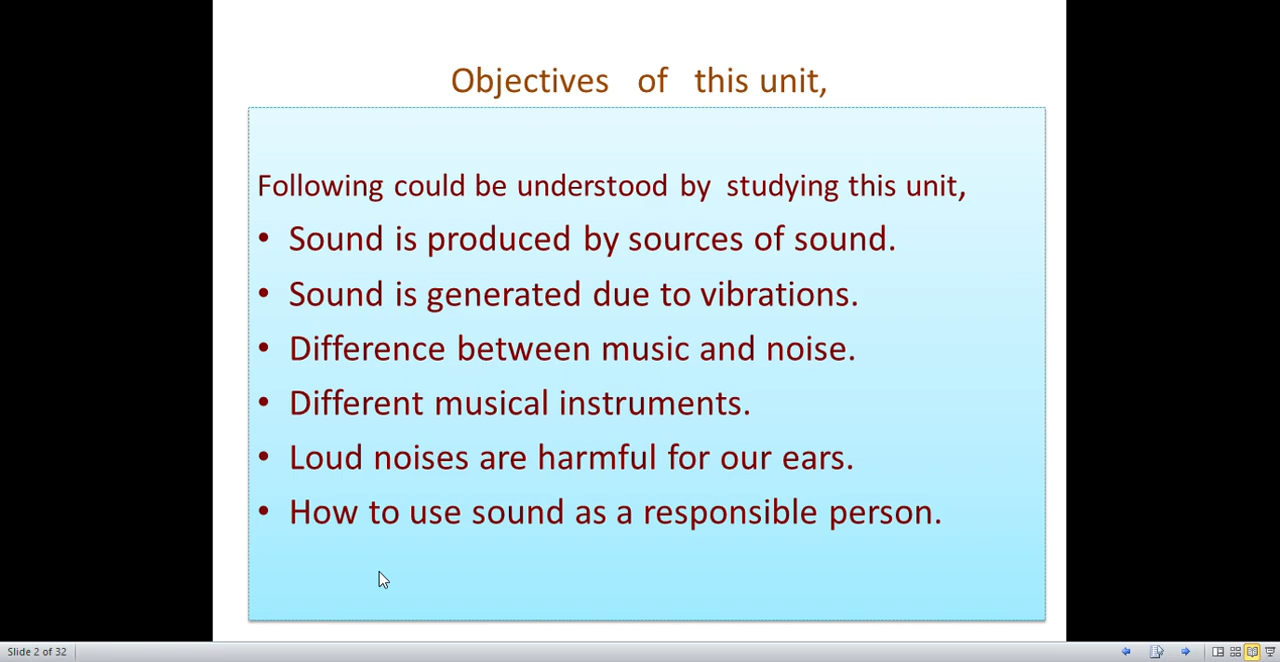 Objectives of this unit,
Following could be understood by studying this unit,
• Sound is produced by sources of sound.
• Sound is generated due to vibrations.
• Difference between music and noise.
• Different musical instruments.
• Loud noises are harmful for our ears.
• How to use sound as a responsible person.
Slide 2 of 32